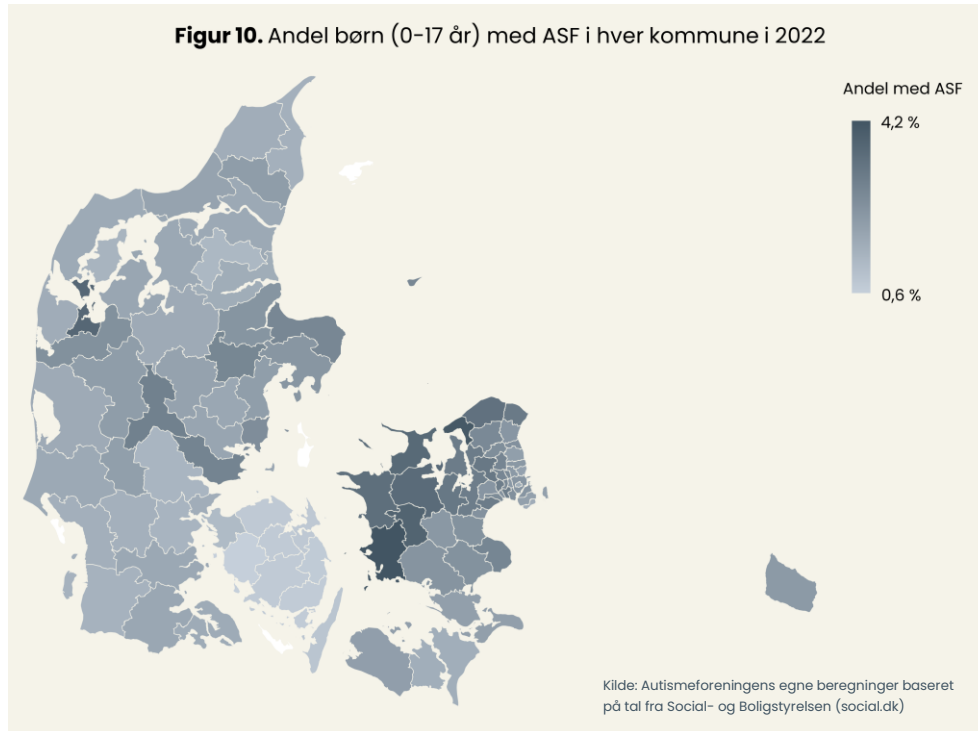 Figur 10. Andel børn (0-17 år) med ASF i hver kommune i 2022
Andel med ASF
4,2 %
0,6 %
Kilde: Autismeforeningens egne beregninger baseret
på tal fra Social- og Boligstyrelsen (social.dk)